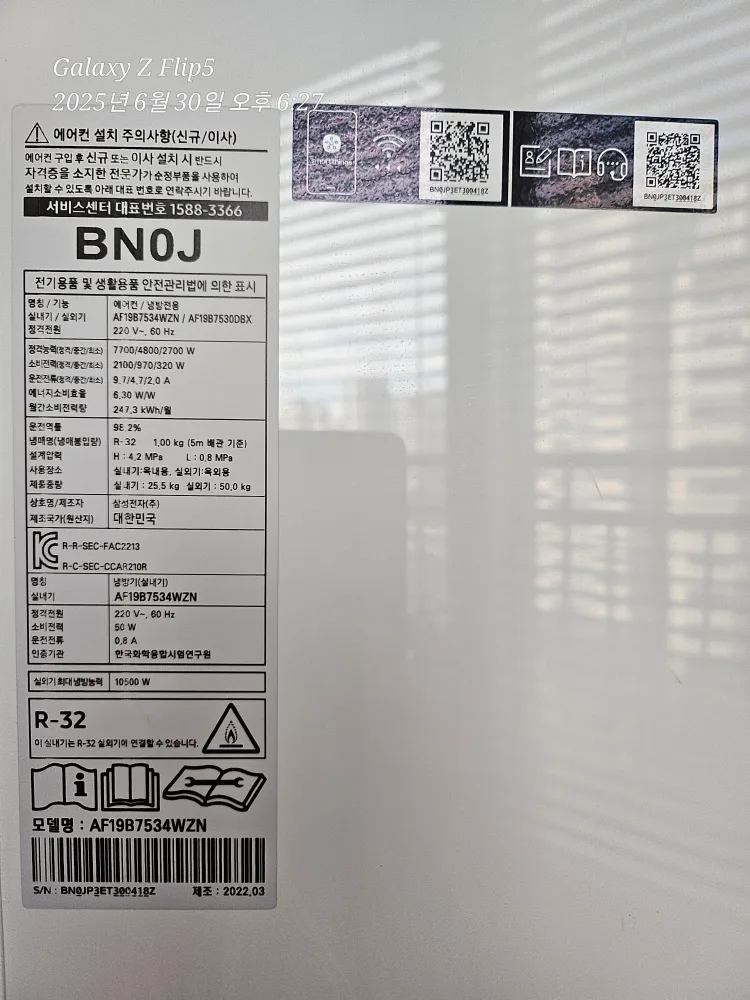 Galaxy Z Flip5
2025년 6월 30일 오후 6:27
에어컨 설치 주의사항(신규/이사)
에어컨 구입 후 신규 또는 이사 설치 시 반드시
자격증을 소지한 전문가가 순정부품을 사용하여
설치할 수 있도록 아래 대표 번호로 연락주시기 바랍니다.
서비스센터 대표번호 1588-3366
BN0J
전기용품 및 생활용품 안전관리법에 의한 표시
명칭 / 기능 에어컨 / 냉방전용
실내기 / 실외기 AF19B7534WZN / AF19B7530DBX
정격전원 220 V~, 60 Hz
정격능력(정격/중간/최소) 7700/4800/2700 W
소비전력(정격/중간/최소) 2100/970/320 W
운전전류(정격/중간/최소) 9.7/4.7/2.0 A
에너지소비효율 6.30 W/W
월간소비전력량 247.3 kWh/월
운전역률 98.2%
냉매명(냉매봉입량) R-32 1.00 kg (5m 배관 기준)
설계압력 H : 4.2 MPa L : 0.8 MPa
사용장소 실내기:옥내용, 실외기:옥외용
제품중량 실내기 : 25.5 kg 실외기 : 50.0 kg
상호명/제조자 삼성전자(주)
제조국가(원산지) 대한민국
R-R-SEC-FAC2213
R-C-SEC-CCAR210R
명칭 냉방기(실내기)
실내기 AF19B7534WZN
정격전원 220 V~, 60 Hz
소비전력 50 W
운전전류 0.8 A
인증기관 한국화학융합시험연구원
실외기 최대 냉방능력 10500 W
R-32
이 실내기는 R-32 실외기에 연결할 수 있습니다.
모델명 : AF19B7534WZN
S/N : BN0JP3ET300418Z 제조 : 2022.03
SmartThings
BN0JP3ET300418Z
BN0JP3ET300418Z